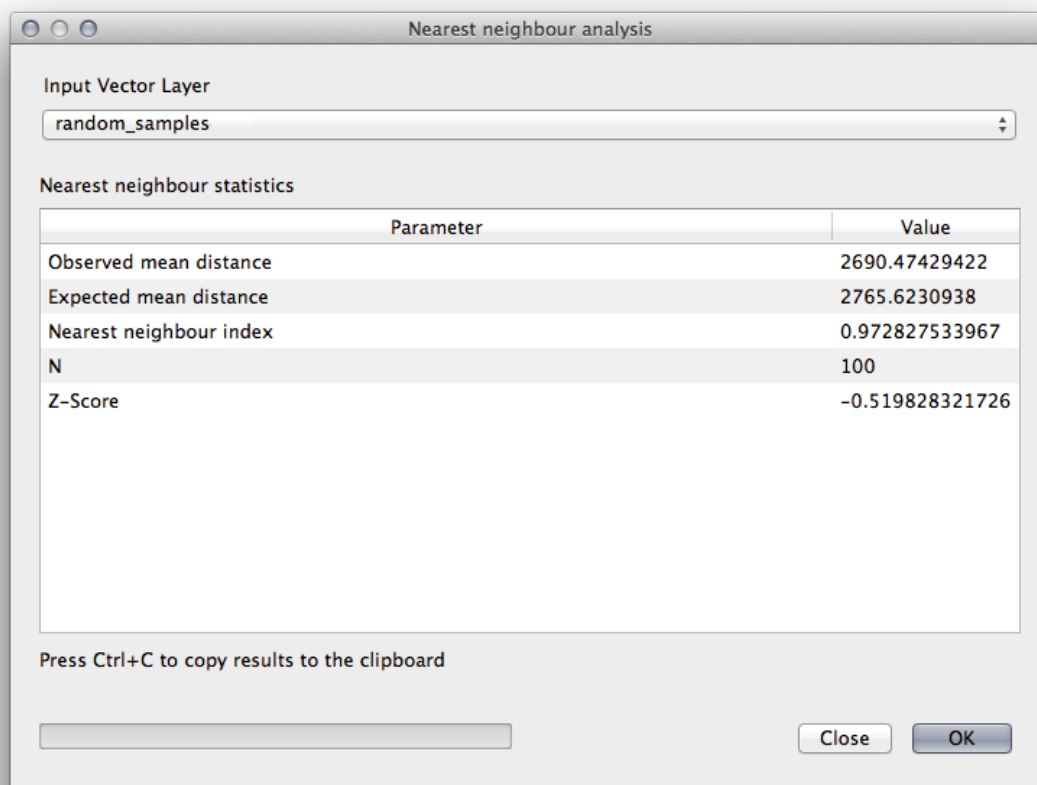 Nearest neighbour analysis
Input Vector Layer
random_samples
Nearest neighbour statistics
Parameter Value
Observed mean distance 2690.47429422
Expected mean distance 2765.6230938
Nearest neighbour index 0.972827533967
N 100
Z-Score -0.519828321726
Press Ctrl+C to copy results to the clipboard
Close OK